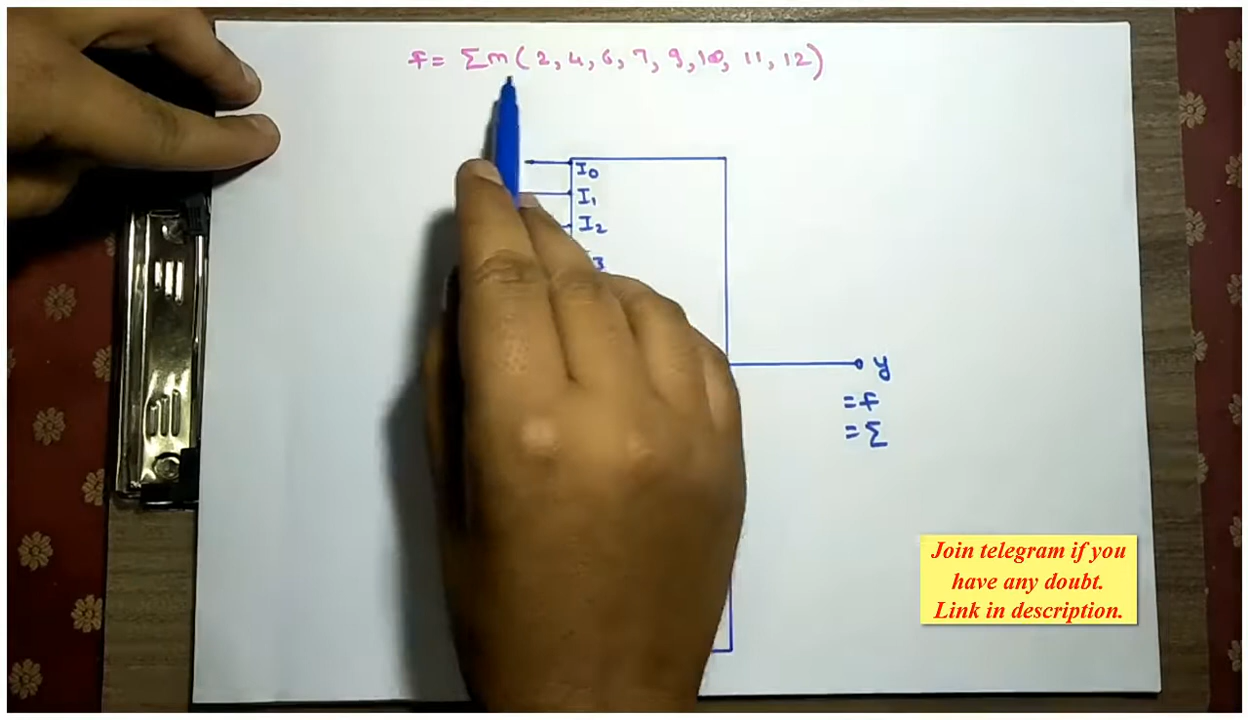 f = Σm(2, 4, 6, 7, 9, 10, 11, 12)
I0
I1
I2
3
y
= f
= Σ
Join telegram if you
have any doubt.
Link in description.